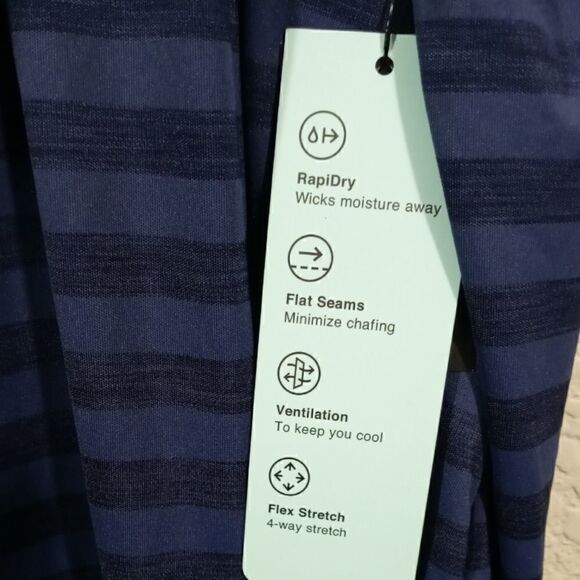 RapiDry
Wicks moisture away
Flat Seams
Minimize chafing
Ventilation
To keep you cool
Flex Stretch
4-way stretch